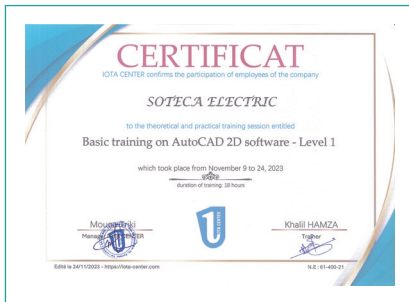 CERTIFICAT
IOTA CENTER confirms the participation of employees of the company
SOTECA ELECTRIC
to the theoretical and practical training session entitled
Basic training on AutoCAD 2D software - Level 1
which took place from November 9 to 24, 2023
duration of training: 18 hours
Khalil HAMZA
Trainer
IOTA CENTER
Edité le 24/11/2023 - https://iota-center.com
N.E : 61-400-21